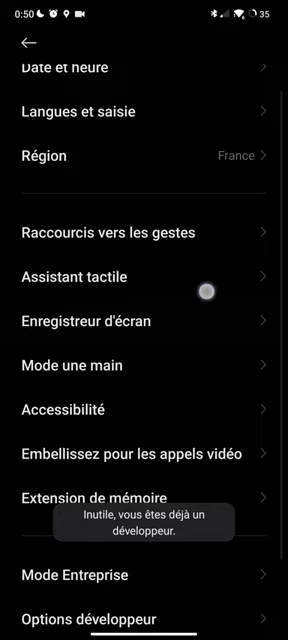 0:50
35
Date et heure
Langues et saisie
Région
France
Raccourcis vers les gestes
Assistant tactile
Enregistreur d'écran
Mode une main
Accessibilité
Embellissez pour les appels vidéo
Extension de mémoire
Inutile, vous êtes déjà un
développeur.
Mode Entreprise
Options développeur